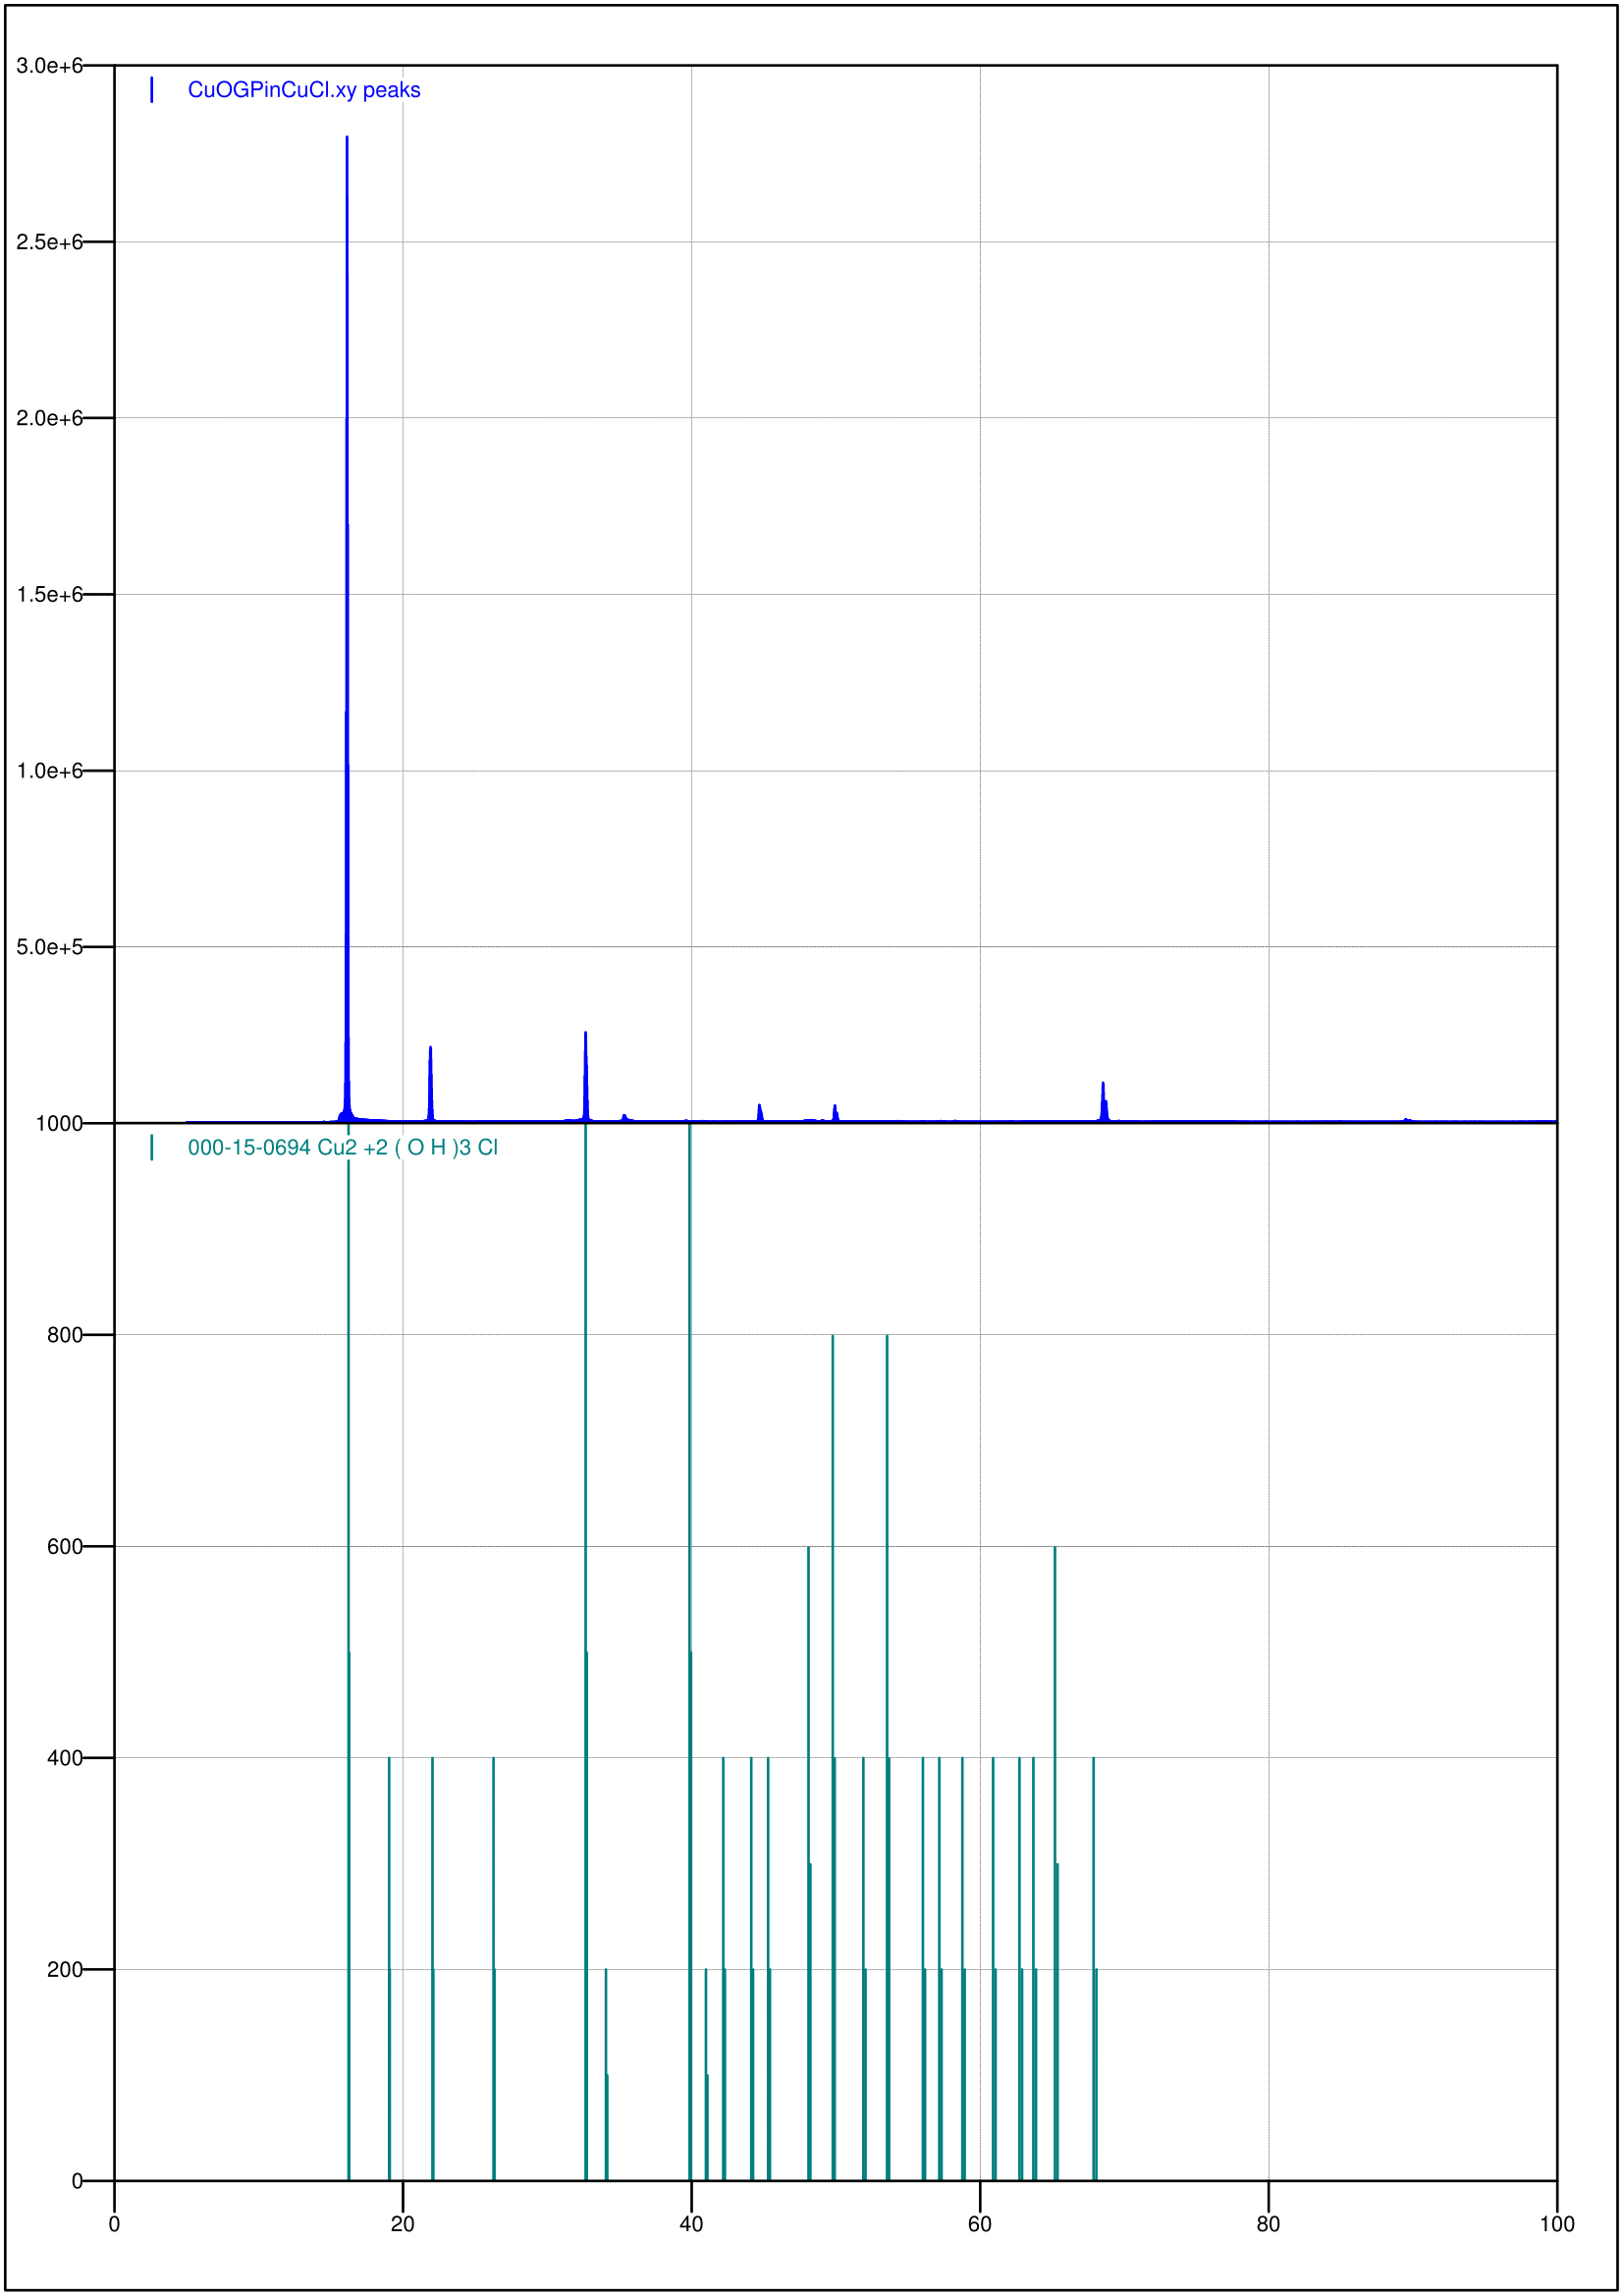 3.0e+6
CuOGPinCuCl.xy peaks
2.5e+6
2.0e+6
1.5e+6
1.0e+6
5.0e+5
1000
000-15-0694 Cu2 +2 ( O H )3 Cl
800
600
400
200
0
0 20 40 60 80 100